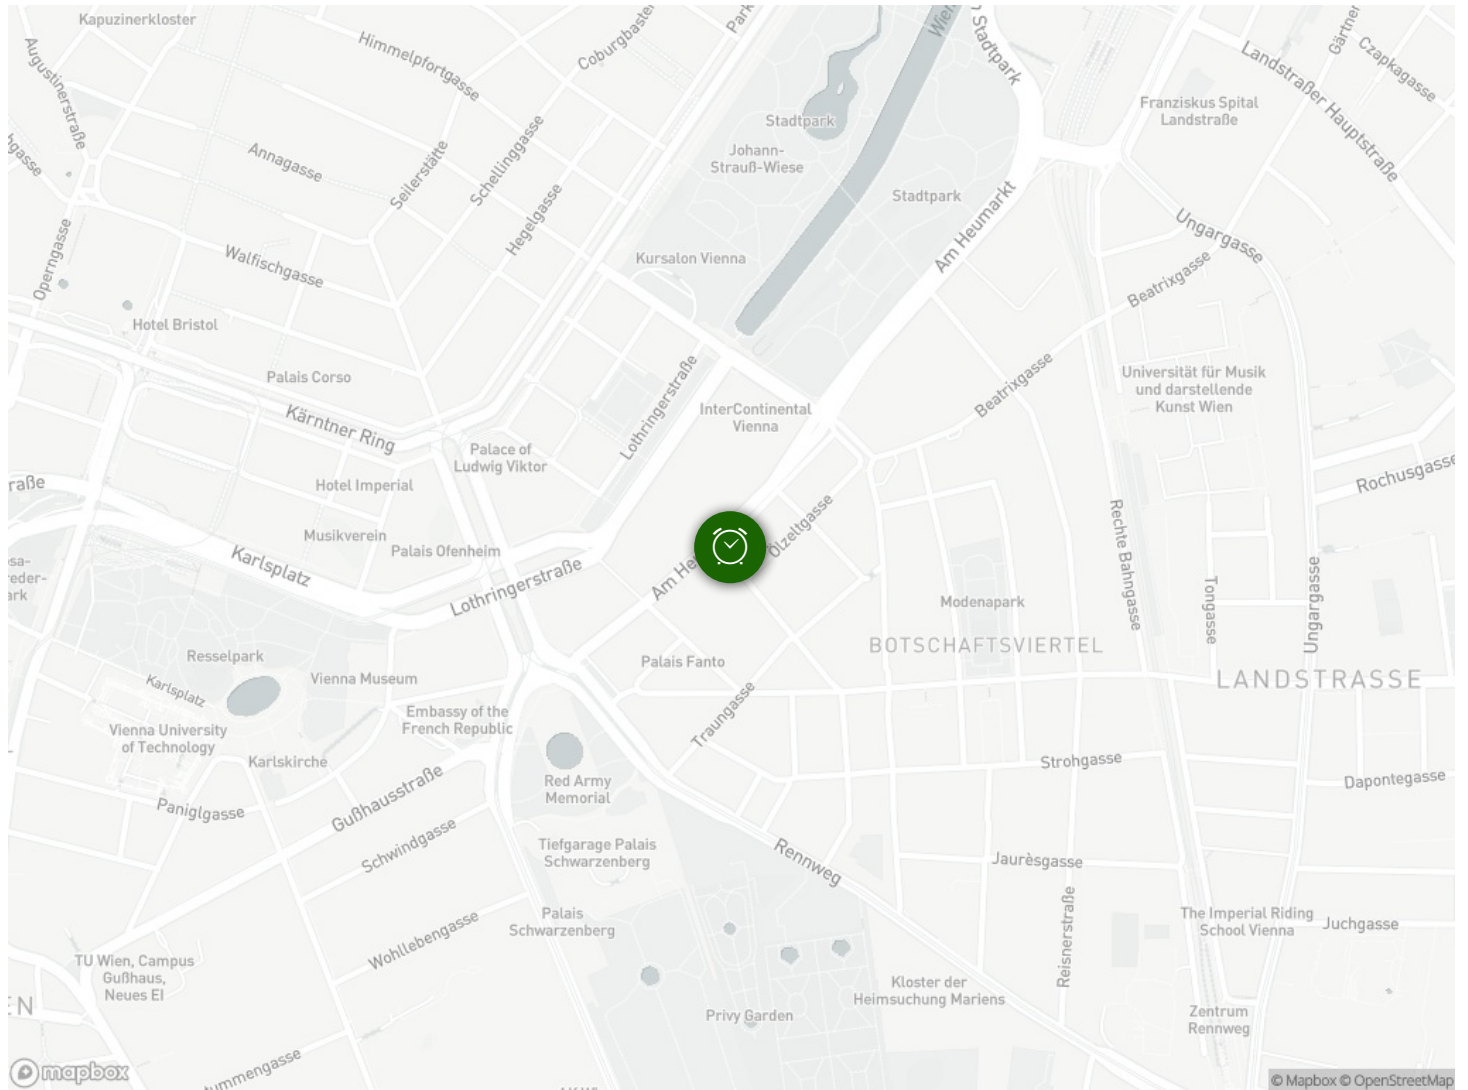 Kapuzinerkloster
Augustinerstraße
Himmelpfortgasse
Coburgbastei
Annagasse
Seilerstätte
Schellinggasse
Hegelgasse
Stadtpark
Johann-
Strauß-Wiese
Stadtpark
Stadtpark
Franziskus Spital
Landstraße
Landstraßer Hauptstraße
Czapkagasse
Am Heumarkt
Ungargasse
Operngasse
Walfischgasse
Kursalon Vienna
Beatrixgasse
Hotel Bristol
Palais Corso
Kärntner Ring
Lothringerstraße
InterContinental
Vienna
Beatrixgasse
Universität für Musik
und darstellende
Kunst Wien
Palace of
Ludwig Viktor
Hotel Imperial
Musikverein
Palais Ofenheim
Karlsplatz
Lothringerstraße
Am He
Ölzeltgasse
Rochusgasse
Rechte Bahngasse
Tongasse
Ungargasse
Modenapark
BOTSCHAFTSVIERTEL
LANDSTRASSE
Resselpark
Karlsplatz
Vienna Museum
Palais Fanto
Traungasse
Embassy of the
French Republic
Vienna University
of Technology
Karlskirche
Red Army
Memorial
Strohgasse
Dapontegasse
Paniglgasse
Gußhausstraße
Schwindgasse
Tiefgarage Palais
Schwarzenberg
Rennweg
Jaurèsgasse
Reisnerstraße
Palais
Schwarzenberg
The Imperial Riding
School Vienna
Juchgasse
Wohllebengasse
TU Wien, Campus
Gußhaus,
Neues EI
Kloster der
Heimsuchung Mariens
Privy Garden
Zentrum
Rennweg
mapbox
© Mapbox © OpenStreetMap